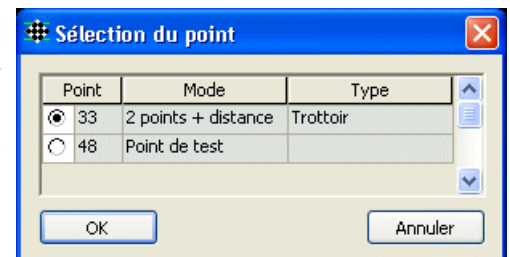 Sélection du point
Point Mode Type
33 2 points + distance Trottoir
48 Point de test
OK Annuler